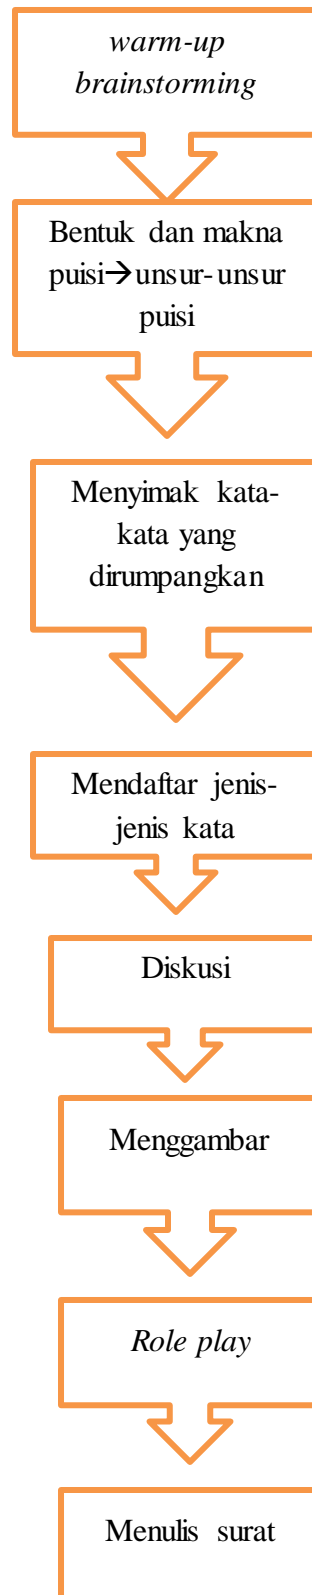 warm-up
brainstorming
Bentuk dan makna
puisi→unsur-unsur
puisi
Menyimak kata-
kata yang
dirumpangkan
Mendaftar jenis-
jenis kata
Diskusi
Menggambar
Role play
Menulis surat